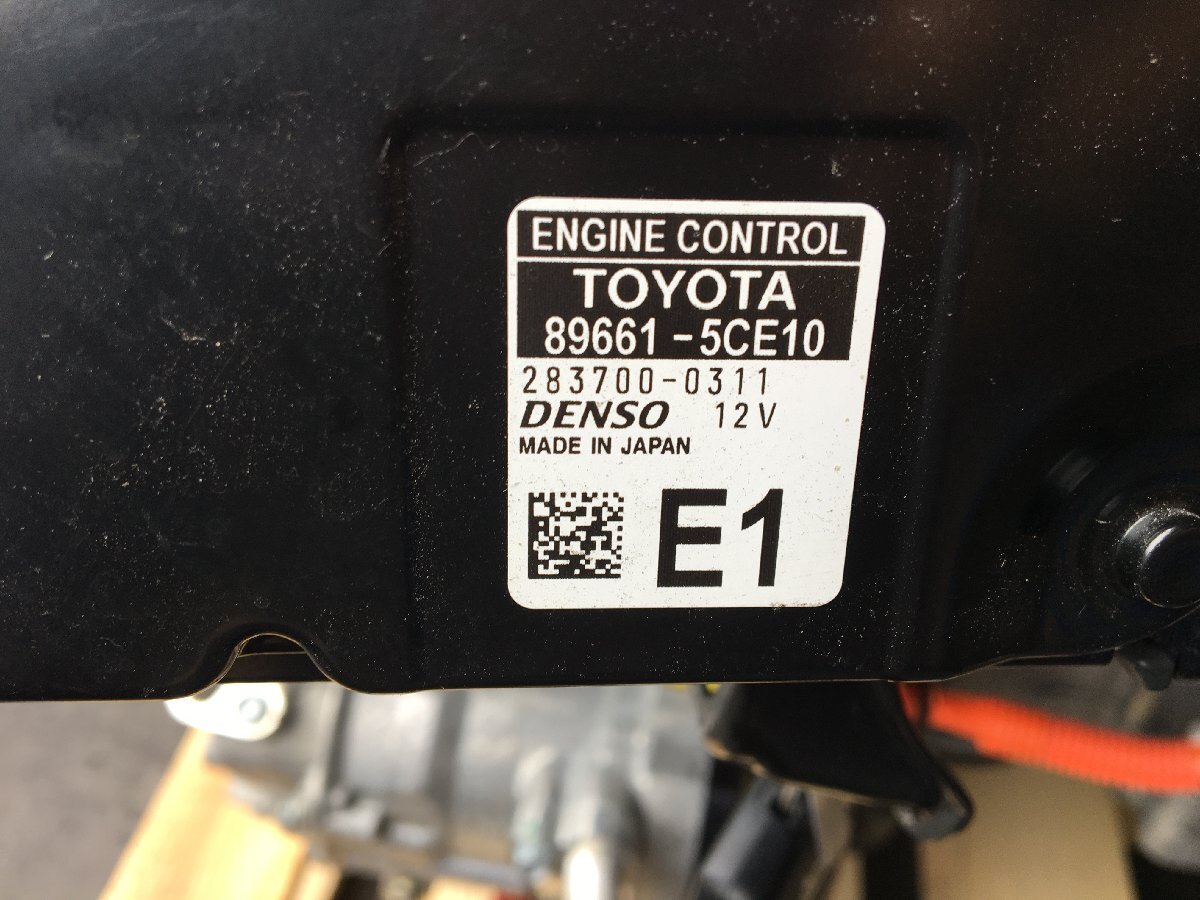 ENGINE CONTROL
TOYOTA
89661-5CE10
283700-0311
DENSO 12V
MADE IN JAPAN
E1